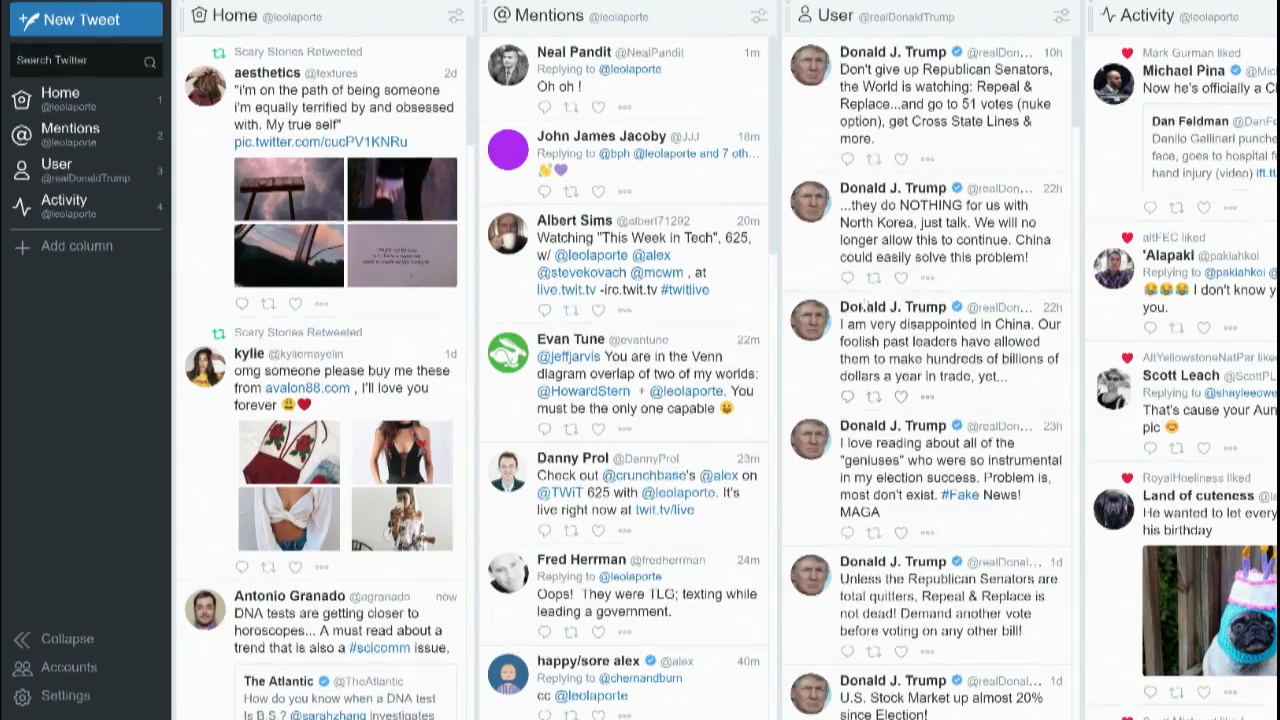 New Tweet
Search Twitter
Home
@leolaporte
1
Mentions
@leolaporte
2
User
@realDonaldTrump
3
Activity
@leolaporte
4
Add column
Collapse
Accounts
Settings
Home @leolaporte
Scary Stories Retweeted
aesthetics @textures 2d
"i'm on the path of being someone
i'm equally terrified by and obsessed
with. My true self"
pic.twitter.com/cucPV1KNRu
Scary Stories Retweeted
kylie @kyliemayelin 1d
omg someone please buy me these
from avalon88.com , I'll love you
forever 😩❤️
Antonio Granado @agranado now
DNA tests are getting closer to
horoscopes... A must read about a
trend that is also a #scicomm issue.
The Atlantic @TheAtlantic
How do you know when a DNA test
Is B.S.? @sarahzhang investigates
@ Mentions @leolaporte
Neal Pandit @NealPandit 1m
Replying to @leolaporte
Oh oh !
John James Jacoby @JJJ 18m
Replying to @bph @leolaporte and 7 oth...
Albert Sims @albert71292 20m
Watching "This Week in Tech", 625,
w/ @leolaporte @alex
@stevekovach @mcwm , at
live.twit.tv -irc.twit.tv #twitlive
Evan Tune @evantune 22m
@jeffjarvis You are in the Venn
diagram overlap of two of my worlds:
@HowardStern + @leolaporte. You
must be the only one capable 😀
Danny Prol @DannyProl 23m
Check out @crunchbase's @alex on
@TWiT 625 with @leolaporte. It's
live right now at twit.tv/live
Fred Herrman @fredherrman 24m
Replying to @leolaporte
Oops! They were TLG; texting while
leading a government.
happy/sore alex @alex 40m
Replying to @chernandburn
cc @leolaporte
User @realDonaldTrump
Donald J. Trump @realDon... 10h
Don't give up Republican Senators,
the World is watching: Repeal &
Replace...and go to 51 votes (nuke
option), get Cross State Lines &
more.
Donald J. Trump @realDon... 22h
...they do NOTHING for us with
North Korea, just talk. We will no
longer allow this to continue. China
could easily solve this problem!
Donald J. Trump @realDon... 22h
I am very disappointed in China. Our
foolish past leaders have allowed
them to make hundreds of billions of
dollars a year in trade, yet...
Donald J. Trump @realDon... 23h
I love reading about all of the
"geniuses" who were so instrumental
in my election success. Problem is,
most don't exist. #Fake News!
MAGA
Donald J. Trump @realDonal... 1d
Unless the Republican Senators are
total quitters, Repeal & Replace is
not dead! Demand another vote
before voting on any other bill!
Donald J. Trump @realDonal... 1d
U.S. Stock Market up almost 20%
since Election!
Activity @leolaporte
Mark Gurman liked
Michael Pina @Mic
Now he's officially a Cl
Dan Feldman @DanFe
Danilo Gallinari punche
face, goes to hospital f
hand injury (video) ift.tt
altFEC liked
'Alapaki @pakiahkoi
Replying to @pakiahkoi @
😂😂😂 I don't know y
you.
AltYellowstoneNatPar liked
Scott Leach @ScottPL
Replying to @shayleeowe
That's cause your Aun
pic 😊
RoyalHoeliness liked
Land of cuteness @la
He wanted to let every
his birthday